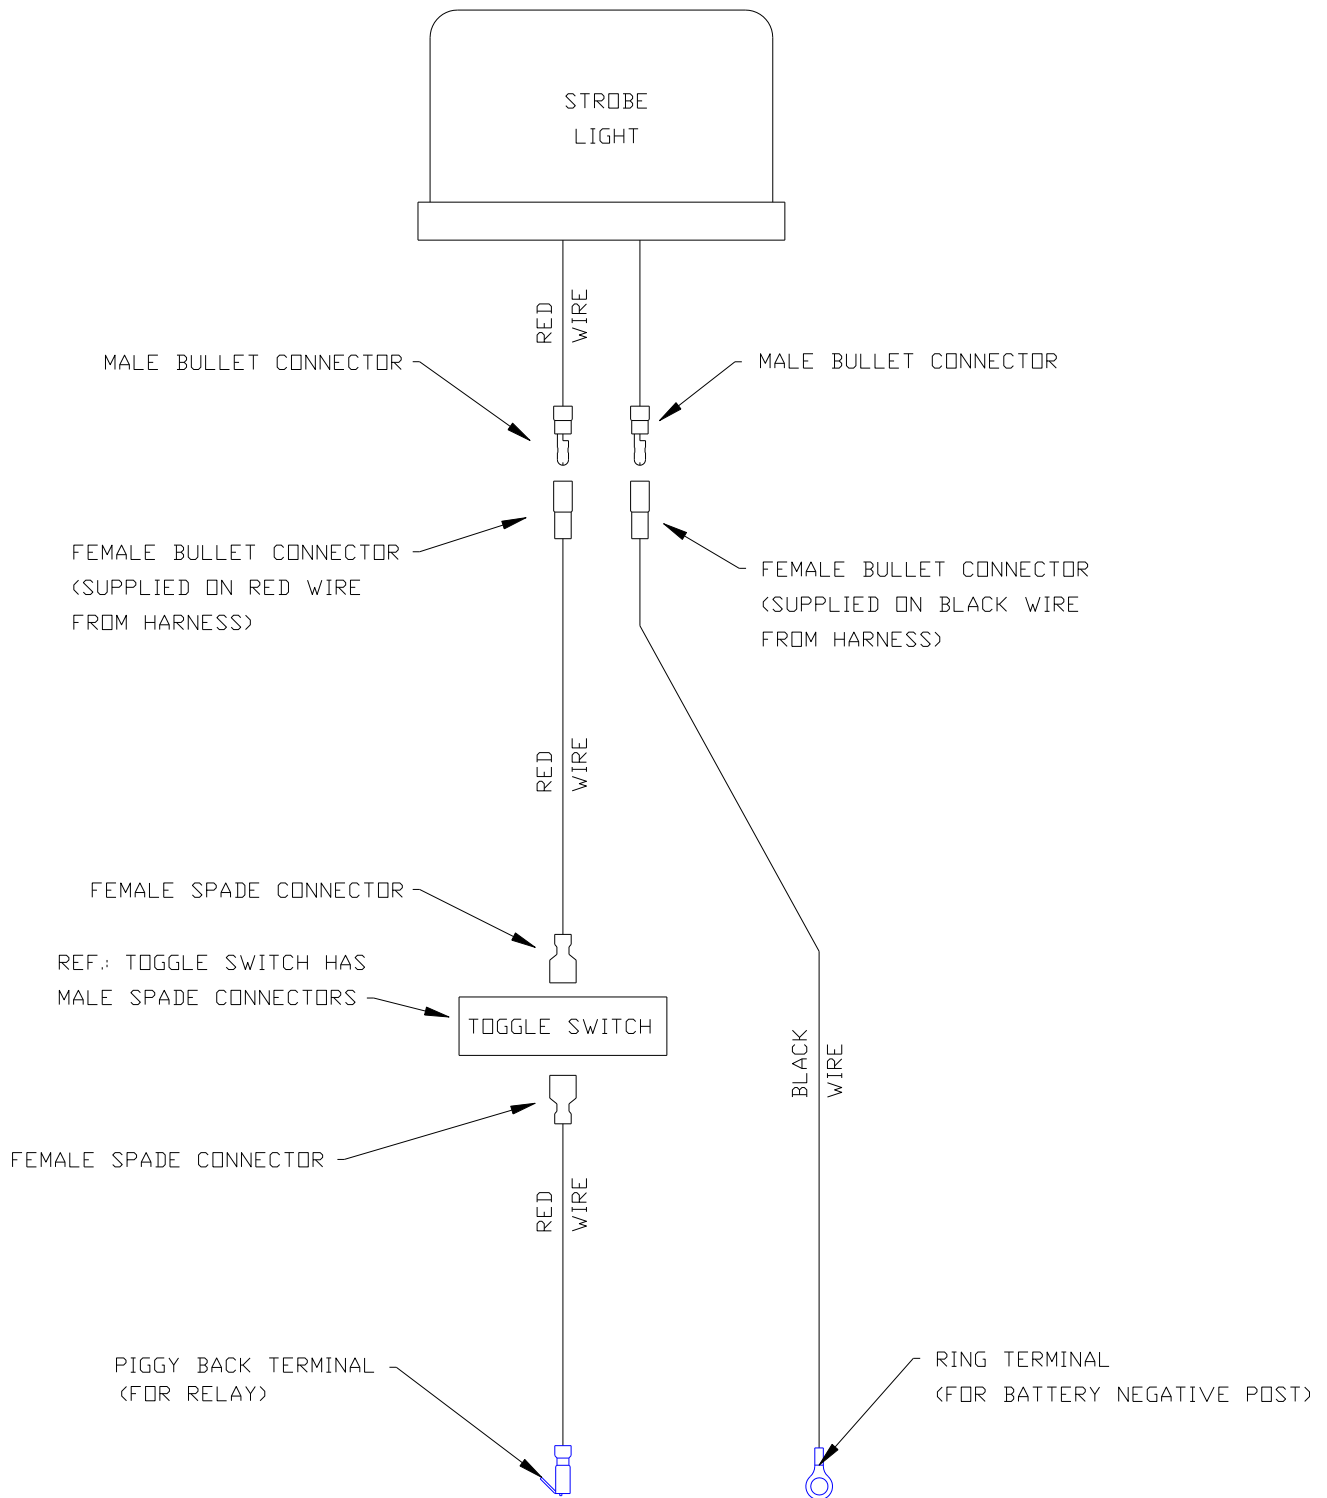 STROBE
LIGHT
RED
WIRE
MALE BULLET CONNECTOR
MALE BULLET CONNECTOR
FEMALE BULLET CONNECTOR
(SUPPLIED ON RED WIRE
FROM HARNESS)
FEMALE BULLET CONNECTOR
(SUPPLIED ON BLACK WIRE
FROM HARNESS)
RED
WIRE
FEMALE SPADE CONNECTOR
REF.: TOGGLE SWITCH HAS
MALE SPADE CONNECTORS
TOGGLE SWITCH
BLACK
WIRE
FEMALE SPADE CONNECTOR
RED
WIRE
PIGGY BACK TERMINAL
(FOR RELAY)
RING TERMINAL
(FOR BATTERY NEGATIVE POST)